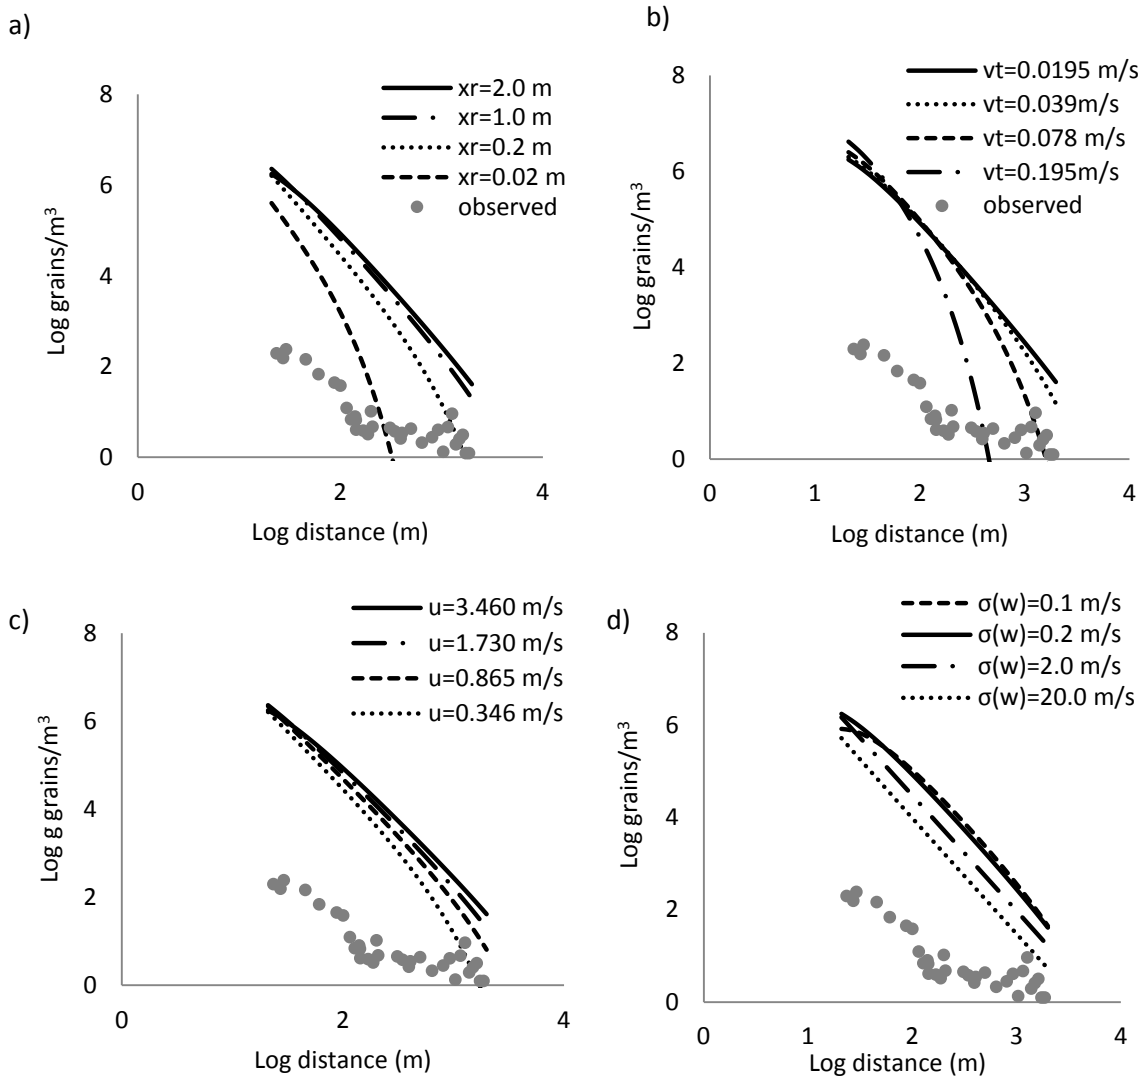 a)
xr=2.0 m
xr=1.0 m
xr=0.2 m
xr=0.02 m
observed
8
6
4
2
0
Log grains/m³
0
2
4
Log distance (m)
b)
vt=0.0195 m/s
vt=0.039m/s
vt=0.078 m/s
vt=0.195m/s
observed
8
6
4
2
0
Log grains/m³
0
1
2
3
4
Log distance (m)
c)
u=3.460 m/s
u=1.730 m/s
u=0.865 m/s
u=0.346 m/s
8
6
4
2
0
Log g rains/m³
0
2
4
Log distance (m)
d)
σ(w)=0.1 m/s
σ(w)=0.2 m/s
σ(w)=2.0 m/s
σ(w)=20.0 m/s
8
6
4
2
0
Log grains/m³
0
1
2
3
4
Log distance (m)